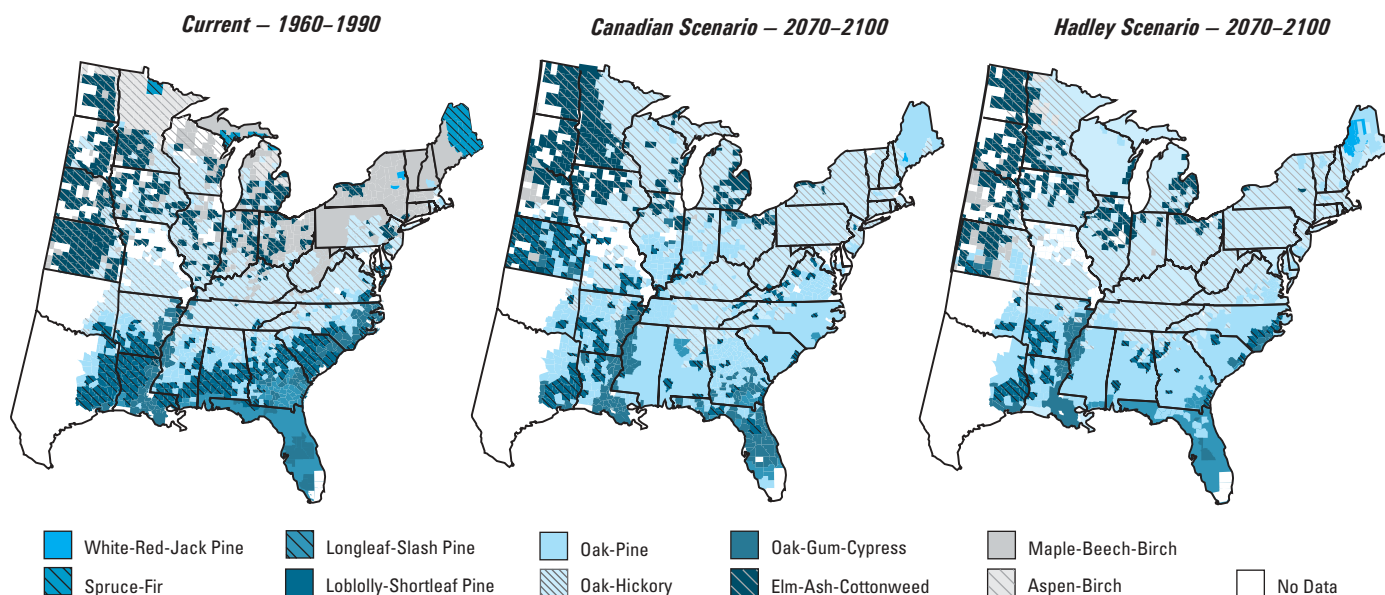 Current – 1960–1990
Canadian Scenario – 2070–2100
Hadley Scenario – 2070–2100
White-Red-Jack Pine
Longleaf-Slash Pine
Oak-Pine
Oak-Gum-Cypress
Maple-Beech-Birch
Spruce-Fir
Loblolly-Shortleaf Pine
Oak-Hickory
Elm-Ash-Cottonweed
Aspen-Birch
No Data